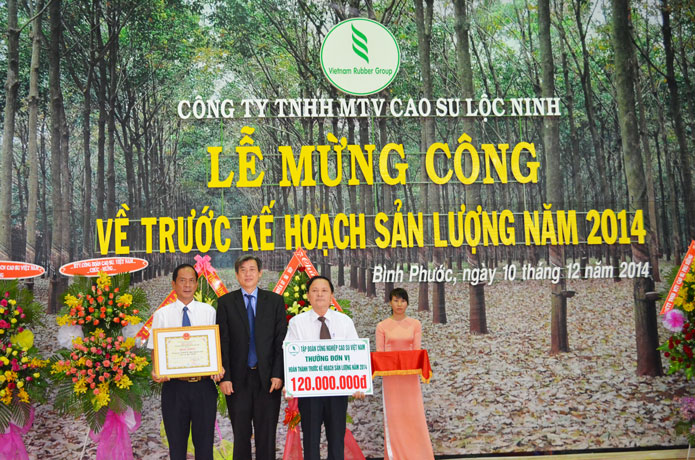 Vietnam Rubber Group
CÔNG TY TNHH MTV CAO SU LỘC NINH
LỄ MỪNG CÔNG
VỀ TRƯỚC KẾ HOẠCH SẢN LƯỢNG NĂM 2014
Bình Phước, ngày 10 tháng 12 năm 2014
TẬP ĐOÀN CÔNG NGHIỆP CAO SU VIỆT NAM
THƯỞNG ĐƠN VỊ
HOÀN THÀNH TRƯỚC KẾ HOẠCH SẢN LƯỢNG NĂM 2014
120.000.000đ